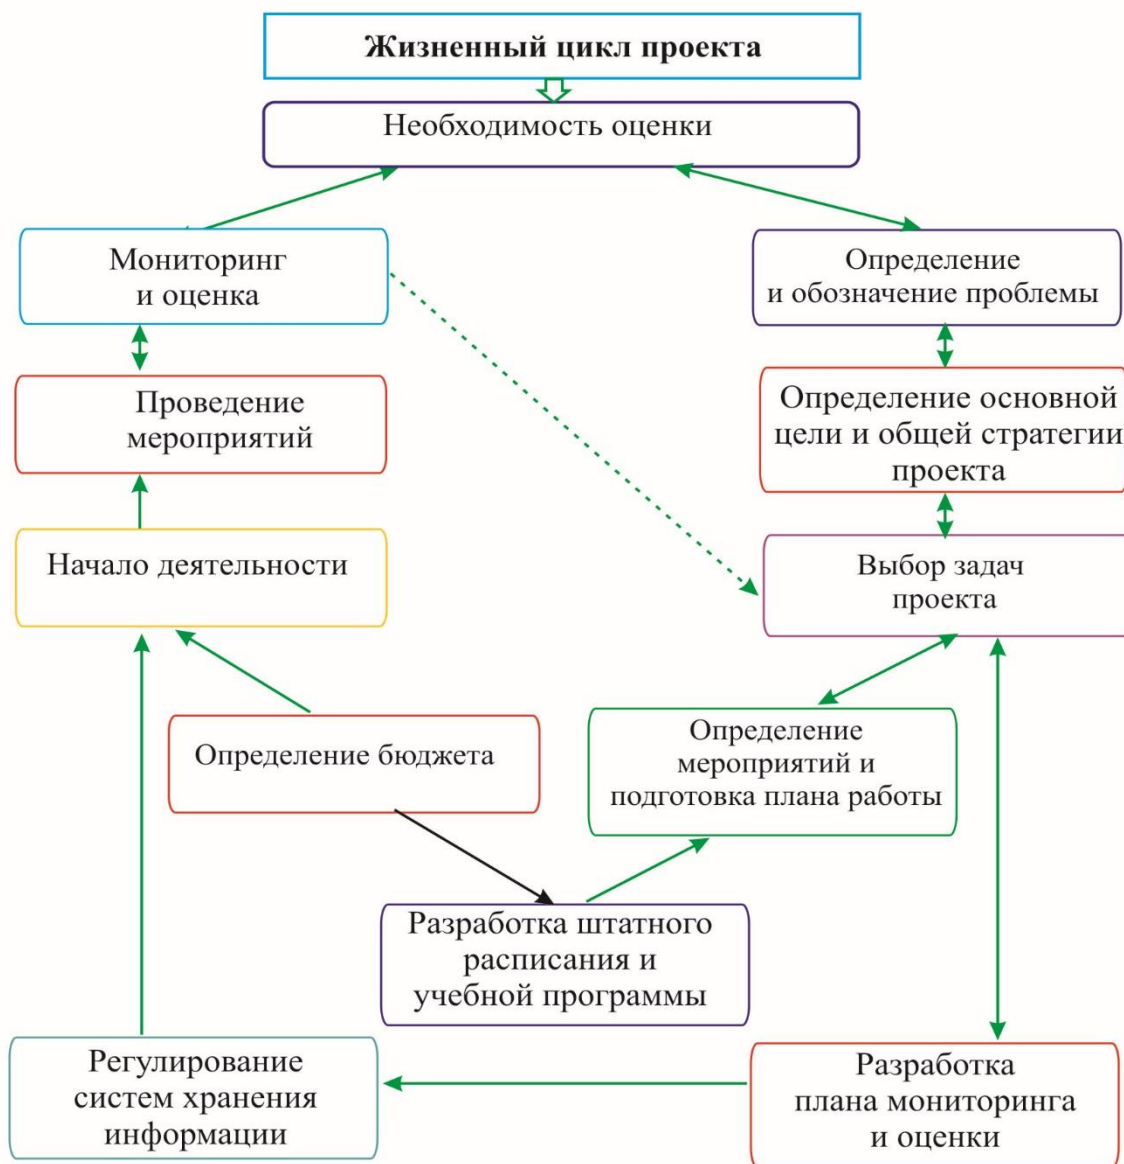 Жизненный цикл проекта
Необходимость оценки
Мониторинг
и оценка
Определение
и обозначение проблемы
Проведение
мероприятий
Определение основной
цели и общей стратегии
проекта
Начало деятельности
Выбор задач
проекта
Определение бюджета
Определение
мероприятий и
подготовка плана работы
Разработка штатного
расписания и
учебной программы
Регулирование
систем хранения
информации
Разработка
плана мониторинга
и оценки